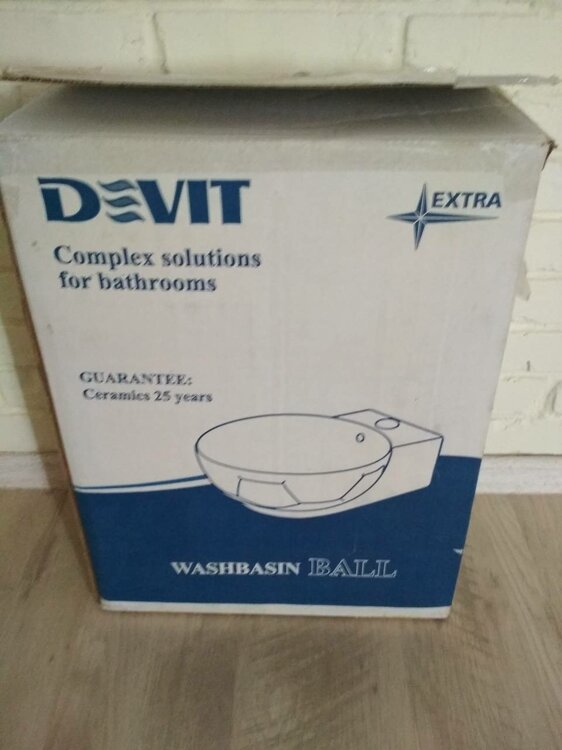 DEVIT
EXTRA
Complex solutions
for bathrooms
GUARANTEE:
Ceramics 25 years
WASHBASIN BALL